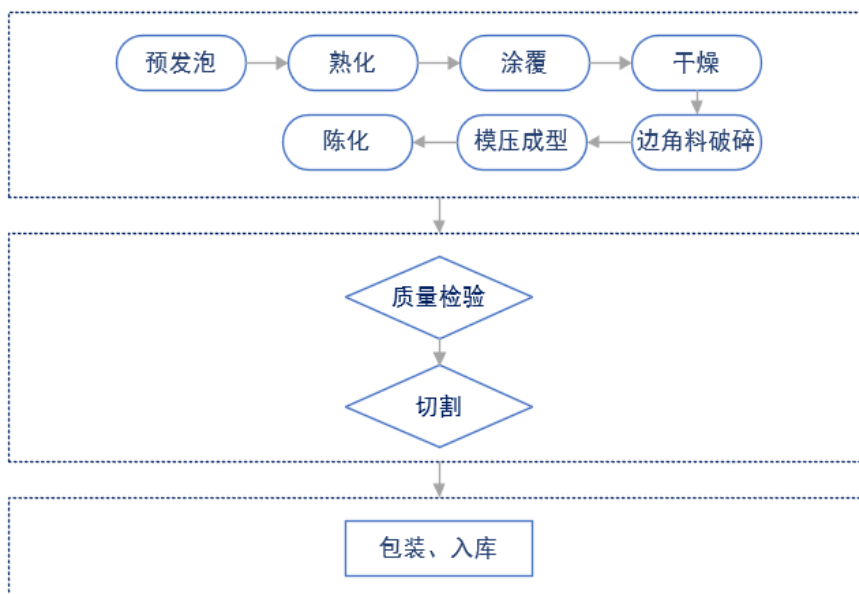 预发泡
熟化
涂覆
干燥
陈化
模压成型
边角料破碎
质量检验
切割
包装、入库